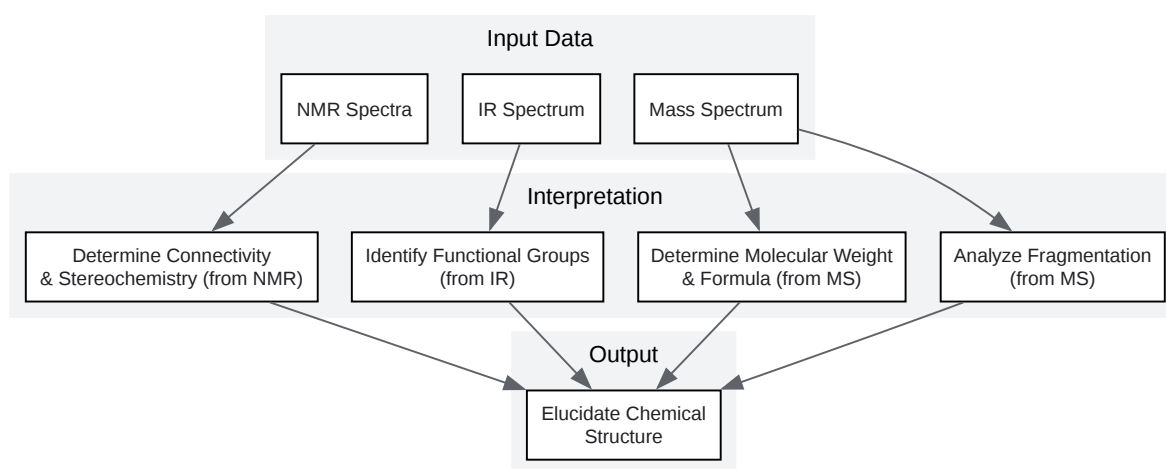 Input Data
NMR Spectra
IR Spectrum
Mass Spectrum
Interpretation
Determine Connectivity
& Stereochemistry (from NMR)
Identify Functional Groups
(from IR)
Determine Molecular Weight
& Formula (from MS)
Analyze Fragmentation
(from MS)
Output
Elucidate Chemical
Structure